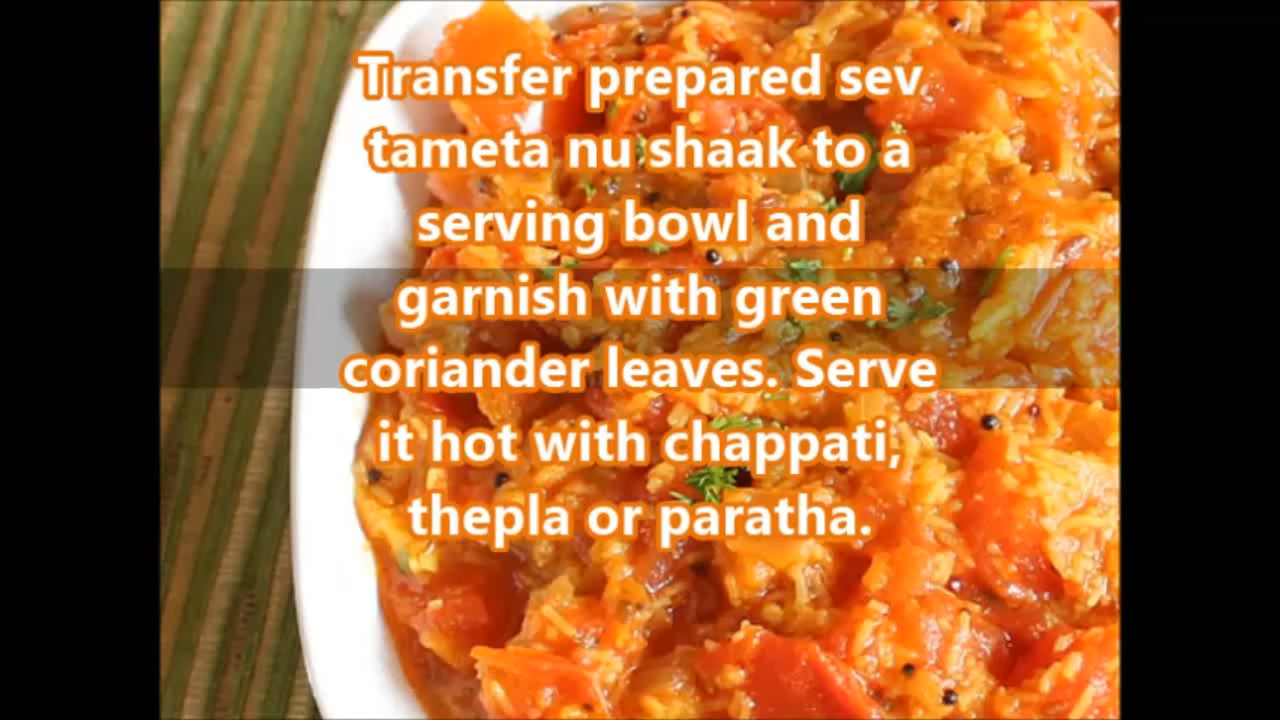 Transfer prepared sev
tameta nu shaak to a
serving bowl and
garnish with green
coriander leaves. Serve
it hot with chappati,
thepla or paratha.